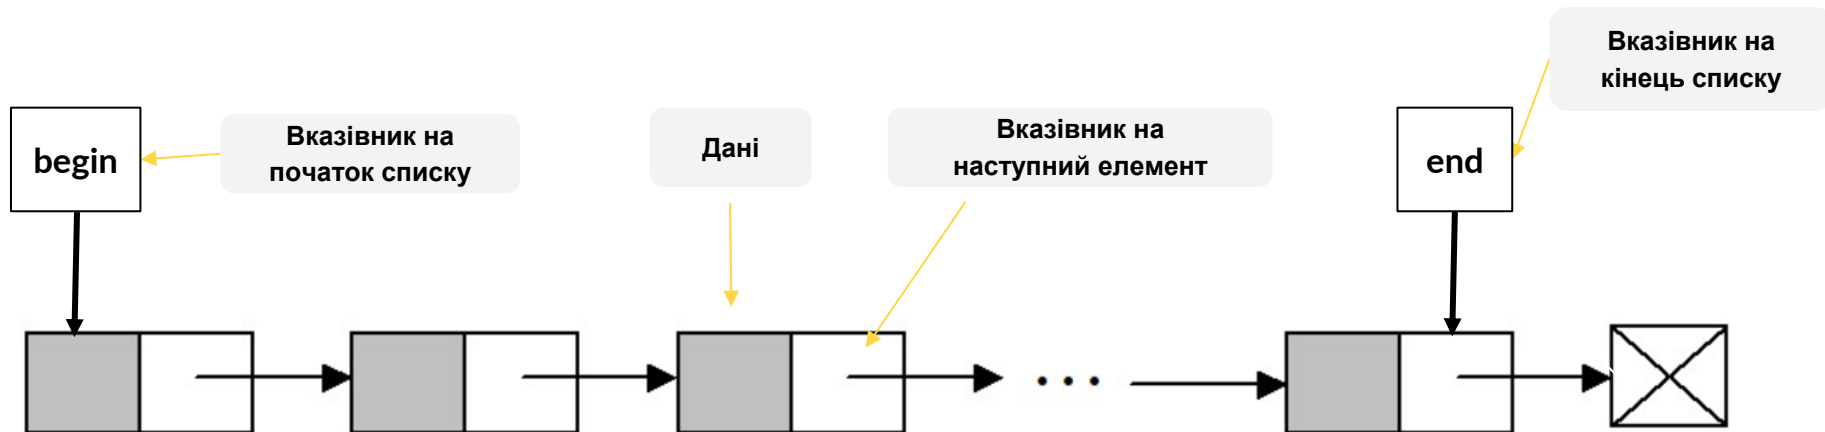 begin
Вказівник на
початок списку
Дані
Вказівник на
наступний елемент
end
Вказівник на
кінець списку